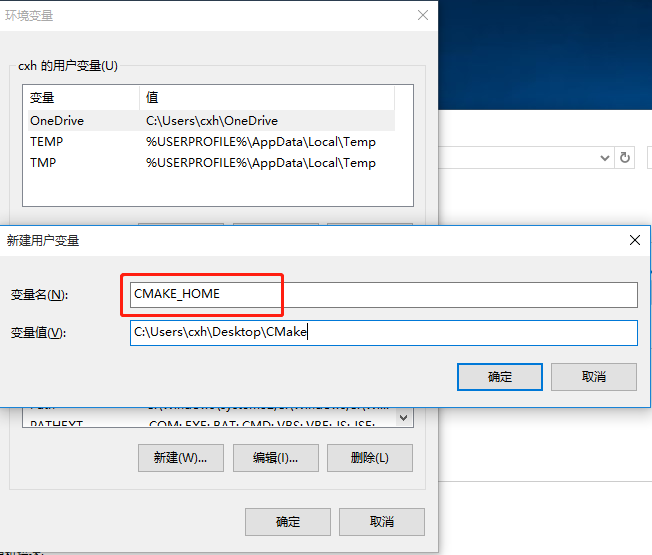 环境变量
cxh 的用户变量(U)
变量 值
OneDrive C:\Users\cxh\OneDrive
TEMP %USERPROFILE%\AppData\Local\Temp
TMP %USERPROFILE%\AppData\Local\Temp
新建用户变量
变量名(N): CMAKE_HOME
变量值(V): C:\Users\cxh\Desktop\CMake
确定 取消
PATHEXT .COM;.EXE;.BAT;.CMD;.VBS;.VBE;.JS;.JSE;
新建(W)... 编辑(I)... 删除(L)
确定 取消